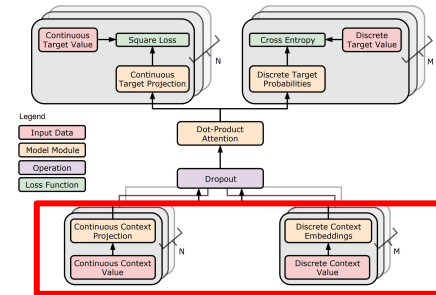 Continuous
Target Value
Square Loss
Continuous
Target Projection
N
Cross Entropy
Discrete
Target Value
Discrete Target
Probabilities
M
Legend
Input Data
Model Module
Operation
Loss Function
Dot-Product
Attention
Dropout
Continuous Context
Projection
Continuous Context
Value
N
Discrete Context
Embeddings
Discrete Context
Value
M